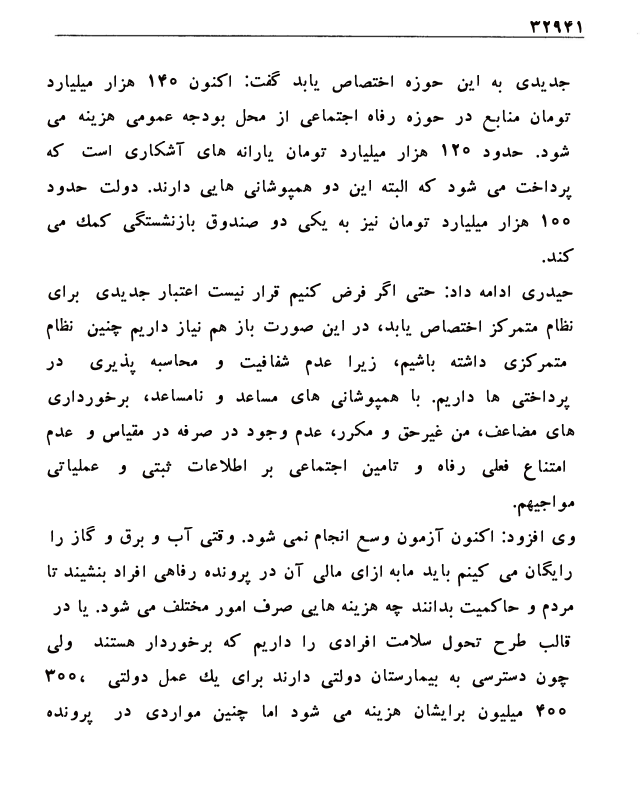 ۳۲۹۴۱
جدیدی به این حوزه اختصاص یابد گفت: اکنون ۱۴۰ هزار میلیارد
تومان منابع در حوزه رفاه اجتماعی از محل بودجه عمومی هزینه می
شود. حدود ۱۲۰ هزار میلیارد تومان یارانه های آشکاری است که
پرداخت می شود که البته این دو همپوشانی هایی دارند. دولت حدود
۱۰۰ هزار میلیارد تومان نیز به یکی دو صندوق بازنشستگی کمك می
کند.
حیدری ادامه داد: حتی اگر فرض کنیم قرار نیست اعتبار جدیدی برای
نظام متمرکز اختصاص یابد، در این صورت باز هم نیاز داریم چنین نظام
متمرکزی داشته باشیم، زیرا عدم شفافیت و محاسبه پذیری در
پرداختی ها داریم. با همپوشانی های مساعد و نامساعد، برخورداری
های مضاعف، من غیرحق و مکرر، عدم وجود در صرفه در مقیاس و عدم
امتناع فعلی رفاه و تامین اجتماعی بر اطلاعات ثبتی و عملیاتی
مواجیهم.
وی افزود: اکنون آزمون وسع انجام نمی شود. وقتی آب و برق و گاز را
رایگان می کینم باید مابه ازای مالی آن در پرونده رفاهی افراد بنشیند تا
مردم و حاکمیت بدانند چه هزینه هایی صرف امور مختلف می شود. یا در
قالب طرح تحول سلامت افرادی را داریم که برخوردار هستند ولی
چون دسترسی به بیمارستان دولتی دارند برای یك عمل دولتی ۳۰۰،
۴۰۰ میلیون برایشان هزینه می شود اما چنین مواردی در پرونده